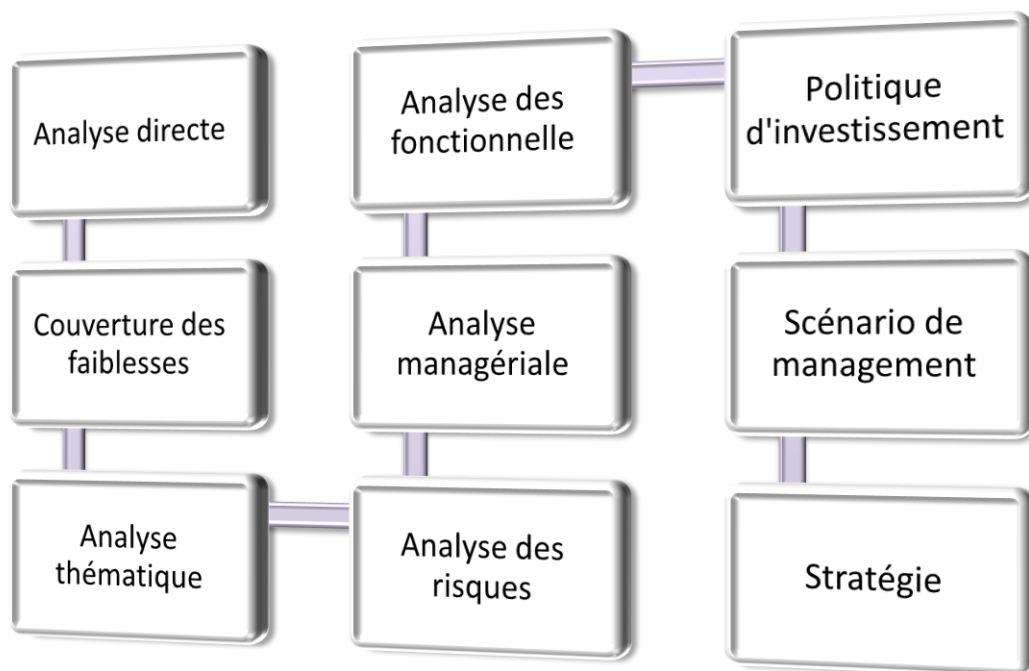 Analyse directe
Couverture des
faiblesses
Analyse
thématique
Analyse des
risques
Analyse
managériale
Analyse des
fonctionnelle
Politique
d'investissement
Scénario de
management
Stratégie